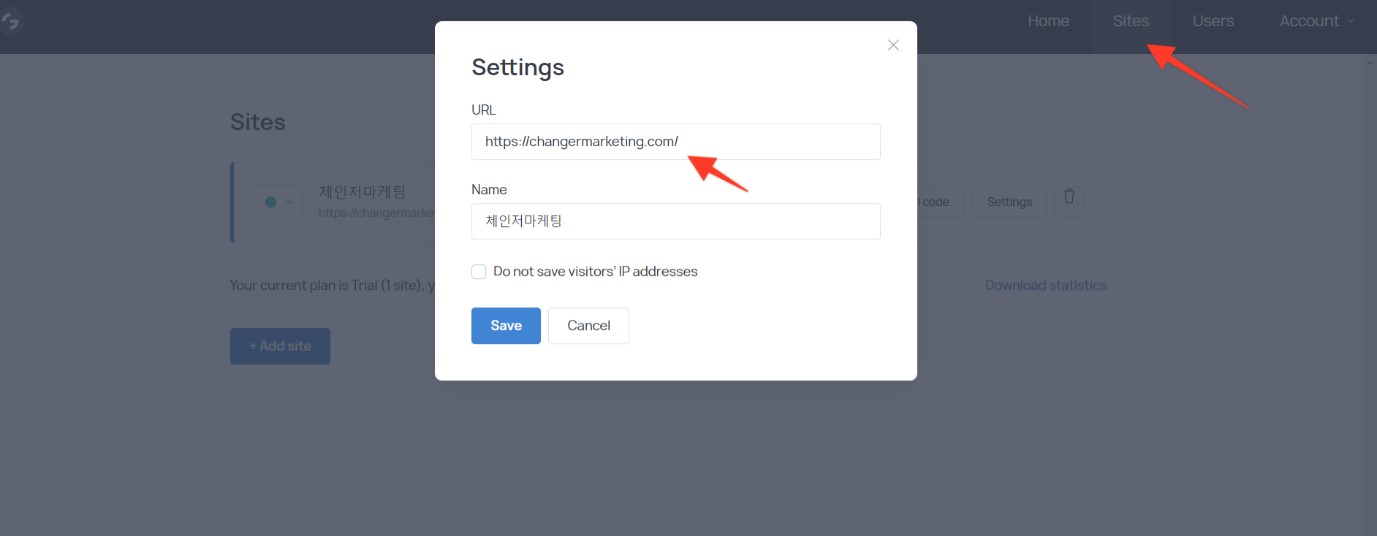 Home Sites Users Account
Settings
URL
https://changermarketing.com/
Name
체인저마케팅
Do not save visitors' IP addresses
Save Cancel
Sites
체인저마케팅
https://changermarke
code Settings
Your current plan is Trial (1 site),
Download statistics
+ Add site